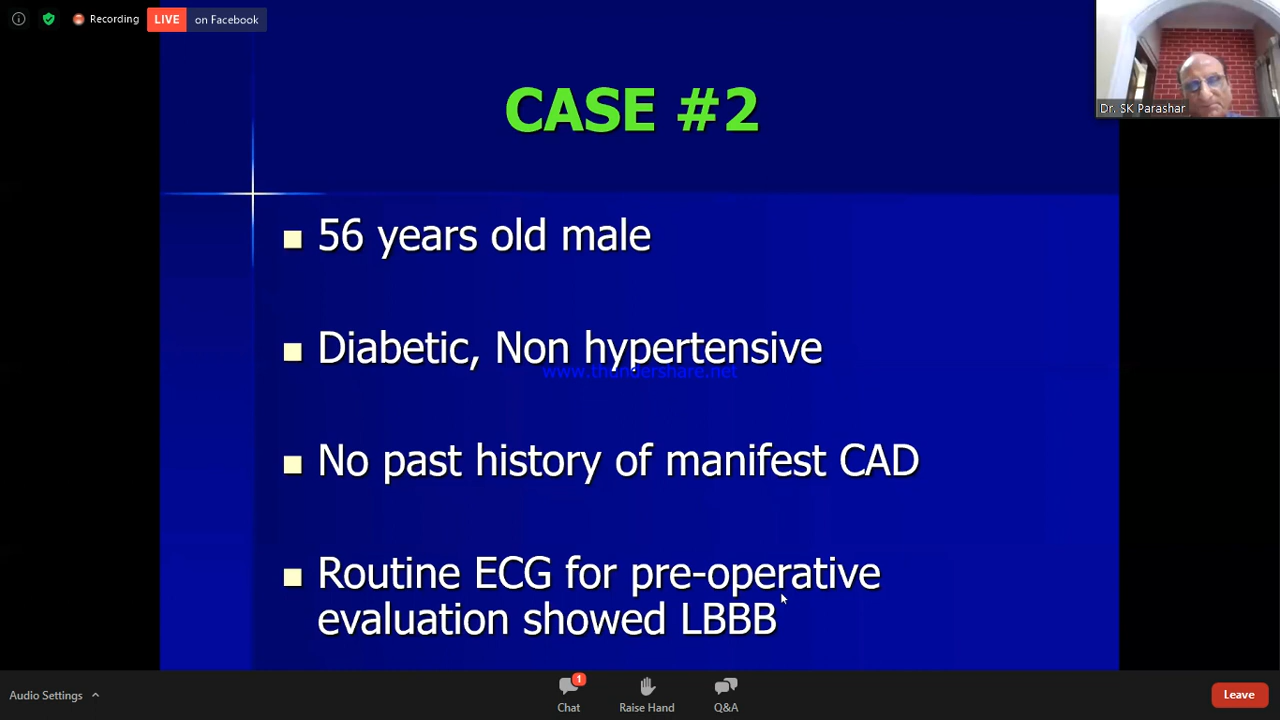 Recording
LIVE on Facebook
Dr. SK Parashar
CASE #2
56 years old male
Diabetic, Non hypertensive
www.thundershare.net
No past history of manifest CAD
Routine ECG for pre-operative
evaluation showed LBBB
Audio Settings
1
Chat
Raise Hand
Q&A
Leave